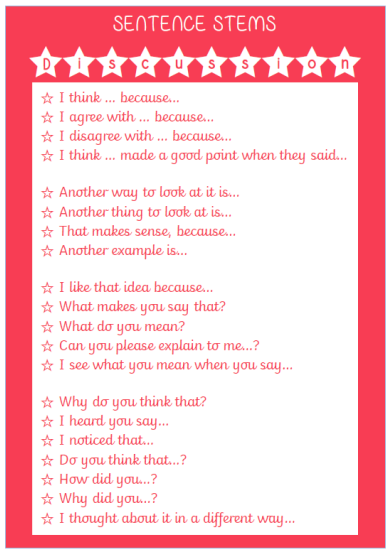 SENTENCE STEMS
Discussion
I think ... because...
I agree with ... because...
I disagree with ... because...
I think ... made a good point when they said...
Another way to look at it is...
Another thing to look at is...
That makes sense, because...
Another example is...
I like that idea because...
What makes you say that?
What do you mean?
Can you please explain to me...?
I see what you mean when you say...
Why do you think that?
I heard you say...
I noticed that...
Do you think that...?
How did you...?
Why did you...?
I thought about it in a different way...